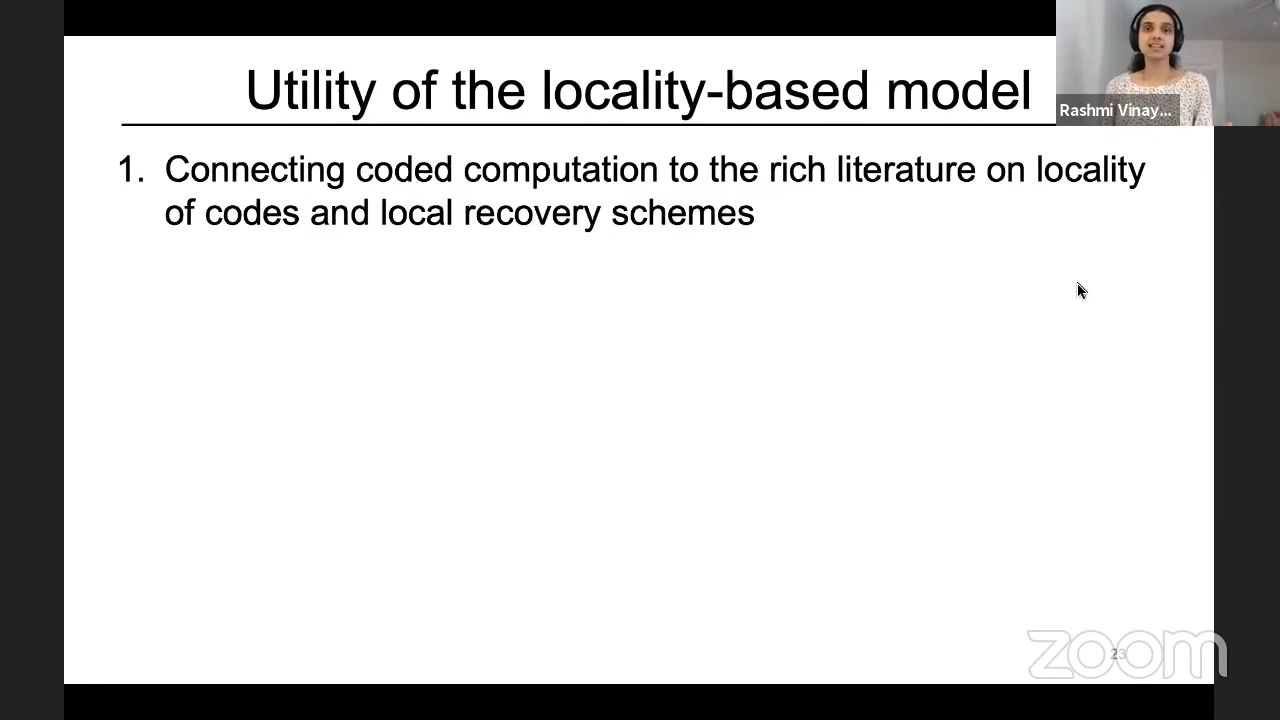 Utility of the locality-based model
Rashmi Vinay...
1. Connecting coded computation to the rich literature on locality
of codes and local recovery schemes
zoom
23